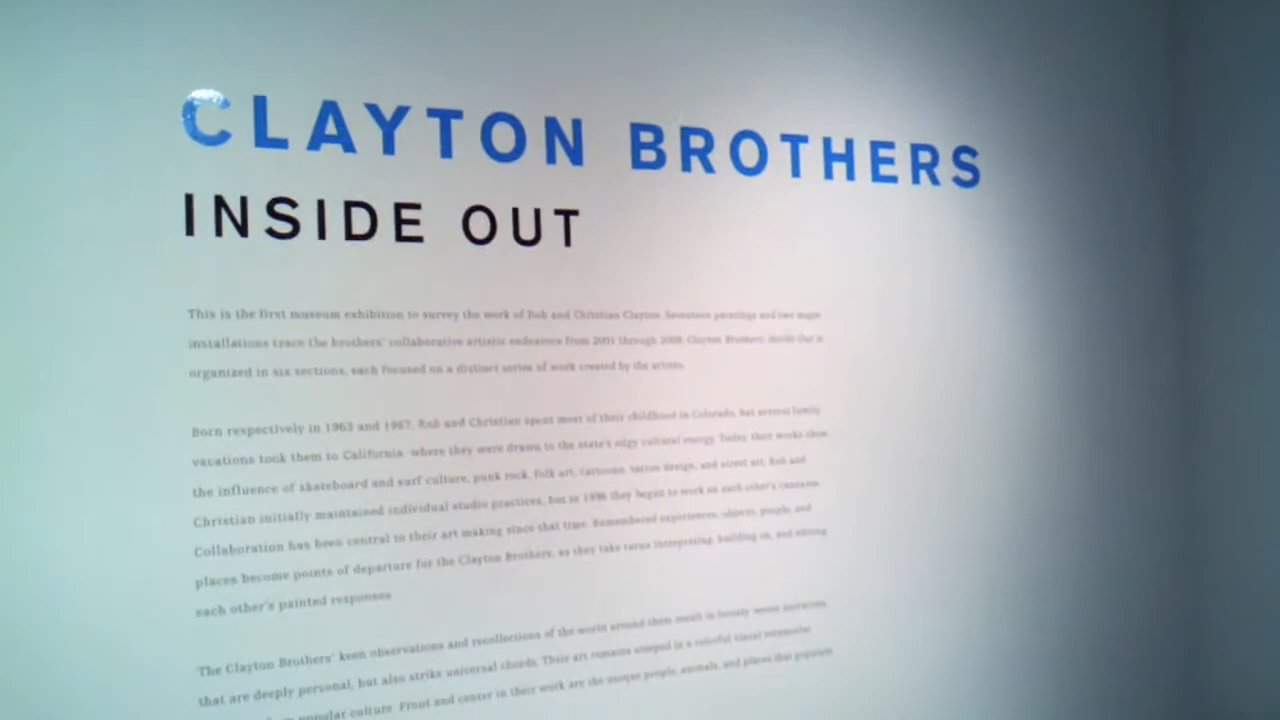 CLAYTON BROTHERS
INSIDE OUT
This is the first museum exhibition to survey the work of Rob and Christian Clayton. Seventeen paintings and two major
installations trace the brothers' collaborative artistic endeavors from 2001 through 2009. Clayton Brothers: Inside Out is
organized in six sections, each focused on a distinct series of work created by the artists.
Born respectively in 1963 and 1967, Rob and Christian spent most of their childhood in Colorado, but several family
vacations took them to California where they were drawn to the state's edgy cultural energy. Today, their works show
the influence of skateboard and surf culture, punk rock, folk art, cartoons, tattoo design, and street art. Rob and
Christian initially maintained individual studio practices, but in 1996 they began to work on each other's canvases.
Collaboration has been central to their art making since that time. Remembered experiences, objects, people, and
places become points of departure for the Clayton Brothers, as they take turns interpreting, building on, and editing
each other's painted responses.
The Clayton Brothers' keen observations and recollections of the world around them result in loosely woven narratives
that are deeply personal, but also strike universal chords. Their art remains steeped in a colorful visual vernacular
popular culture. Front and center in their work are the unique people, animals, and places that populate